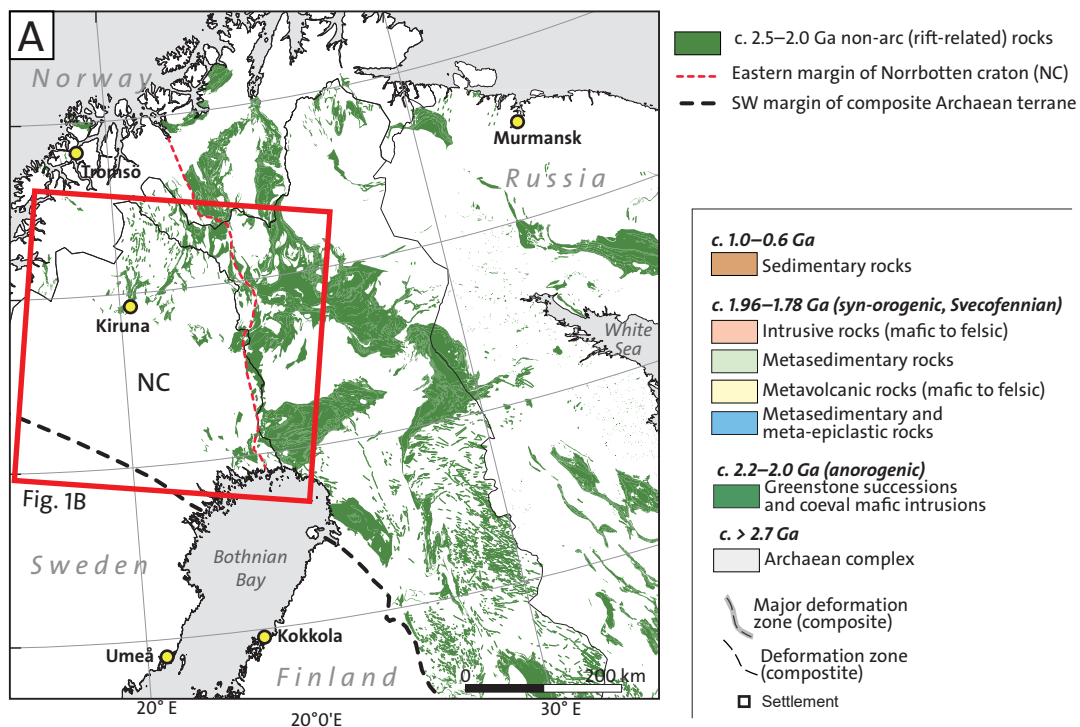 A
Norway
Tromsö
Murmansk
Russia
Kiruna
White
Sea
NC
Fig. 1B
Sweden
Bothnian
Bay
Kokkola
Umeå
Finland
0
200 km
20° E
20°0'E
30° E
c. 2.5–2.0 Ga non-arc (rift-related) rocks
Eastern margin of Norrbotten craton (NC)
SW margin of composite Archaean terrane
c. 1.0–0.6 Ga
Sedimentary rocks
c. 1.96–1.78 Ga (syn-orogenic, Svecofennian)
Intrusive rocks (mafic to felsic)
Metasedimentary rocks
Metavolcanic rocks (mafic to felsic)
Metasedimentary and
meta-epiclastic rocks
c. 2.2–2.0 Ga (anorogenic)
Greenstone successions
and coeval mafic intrusions
c. > 2.7 Ga
Archaean complex
Major deformation
zone (composite)
Deformation zone
(compostite)
Settlement